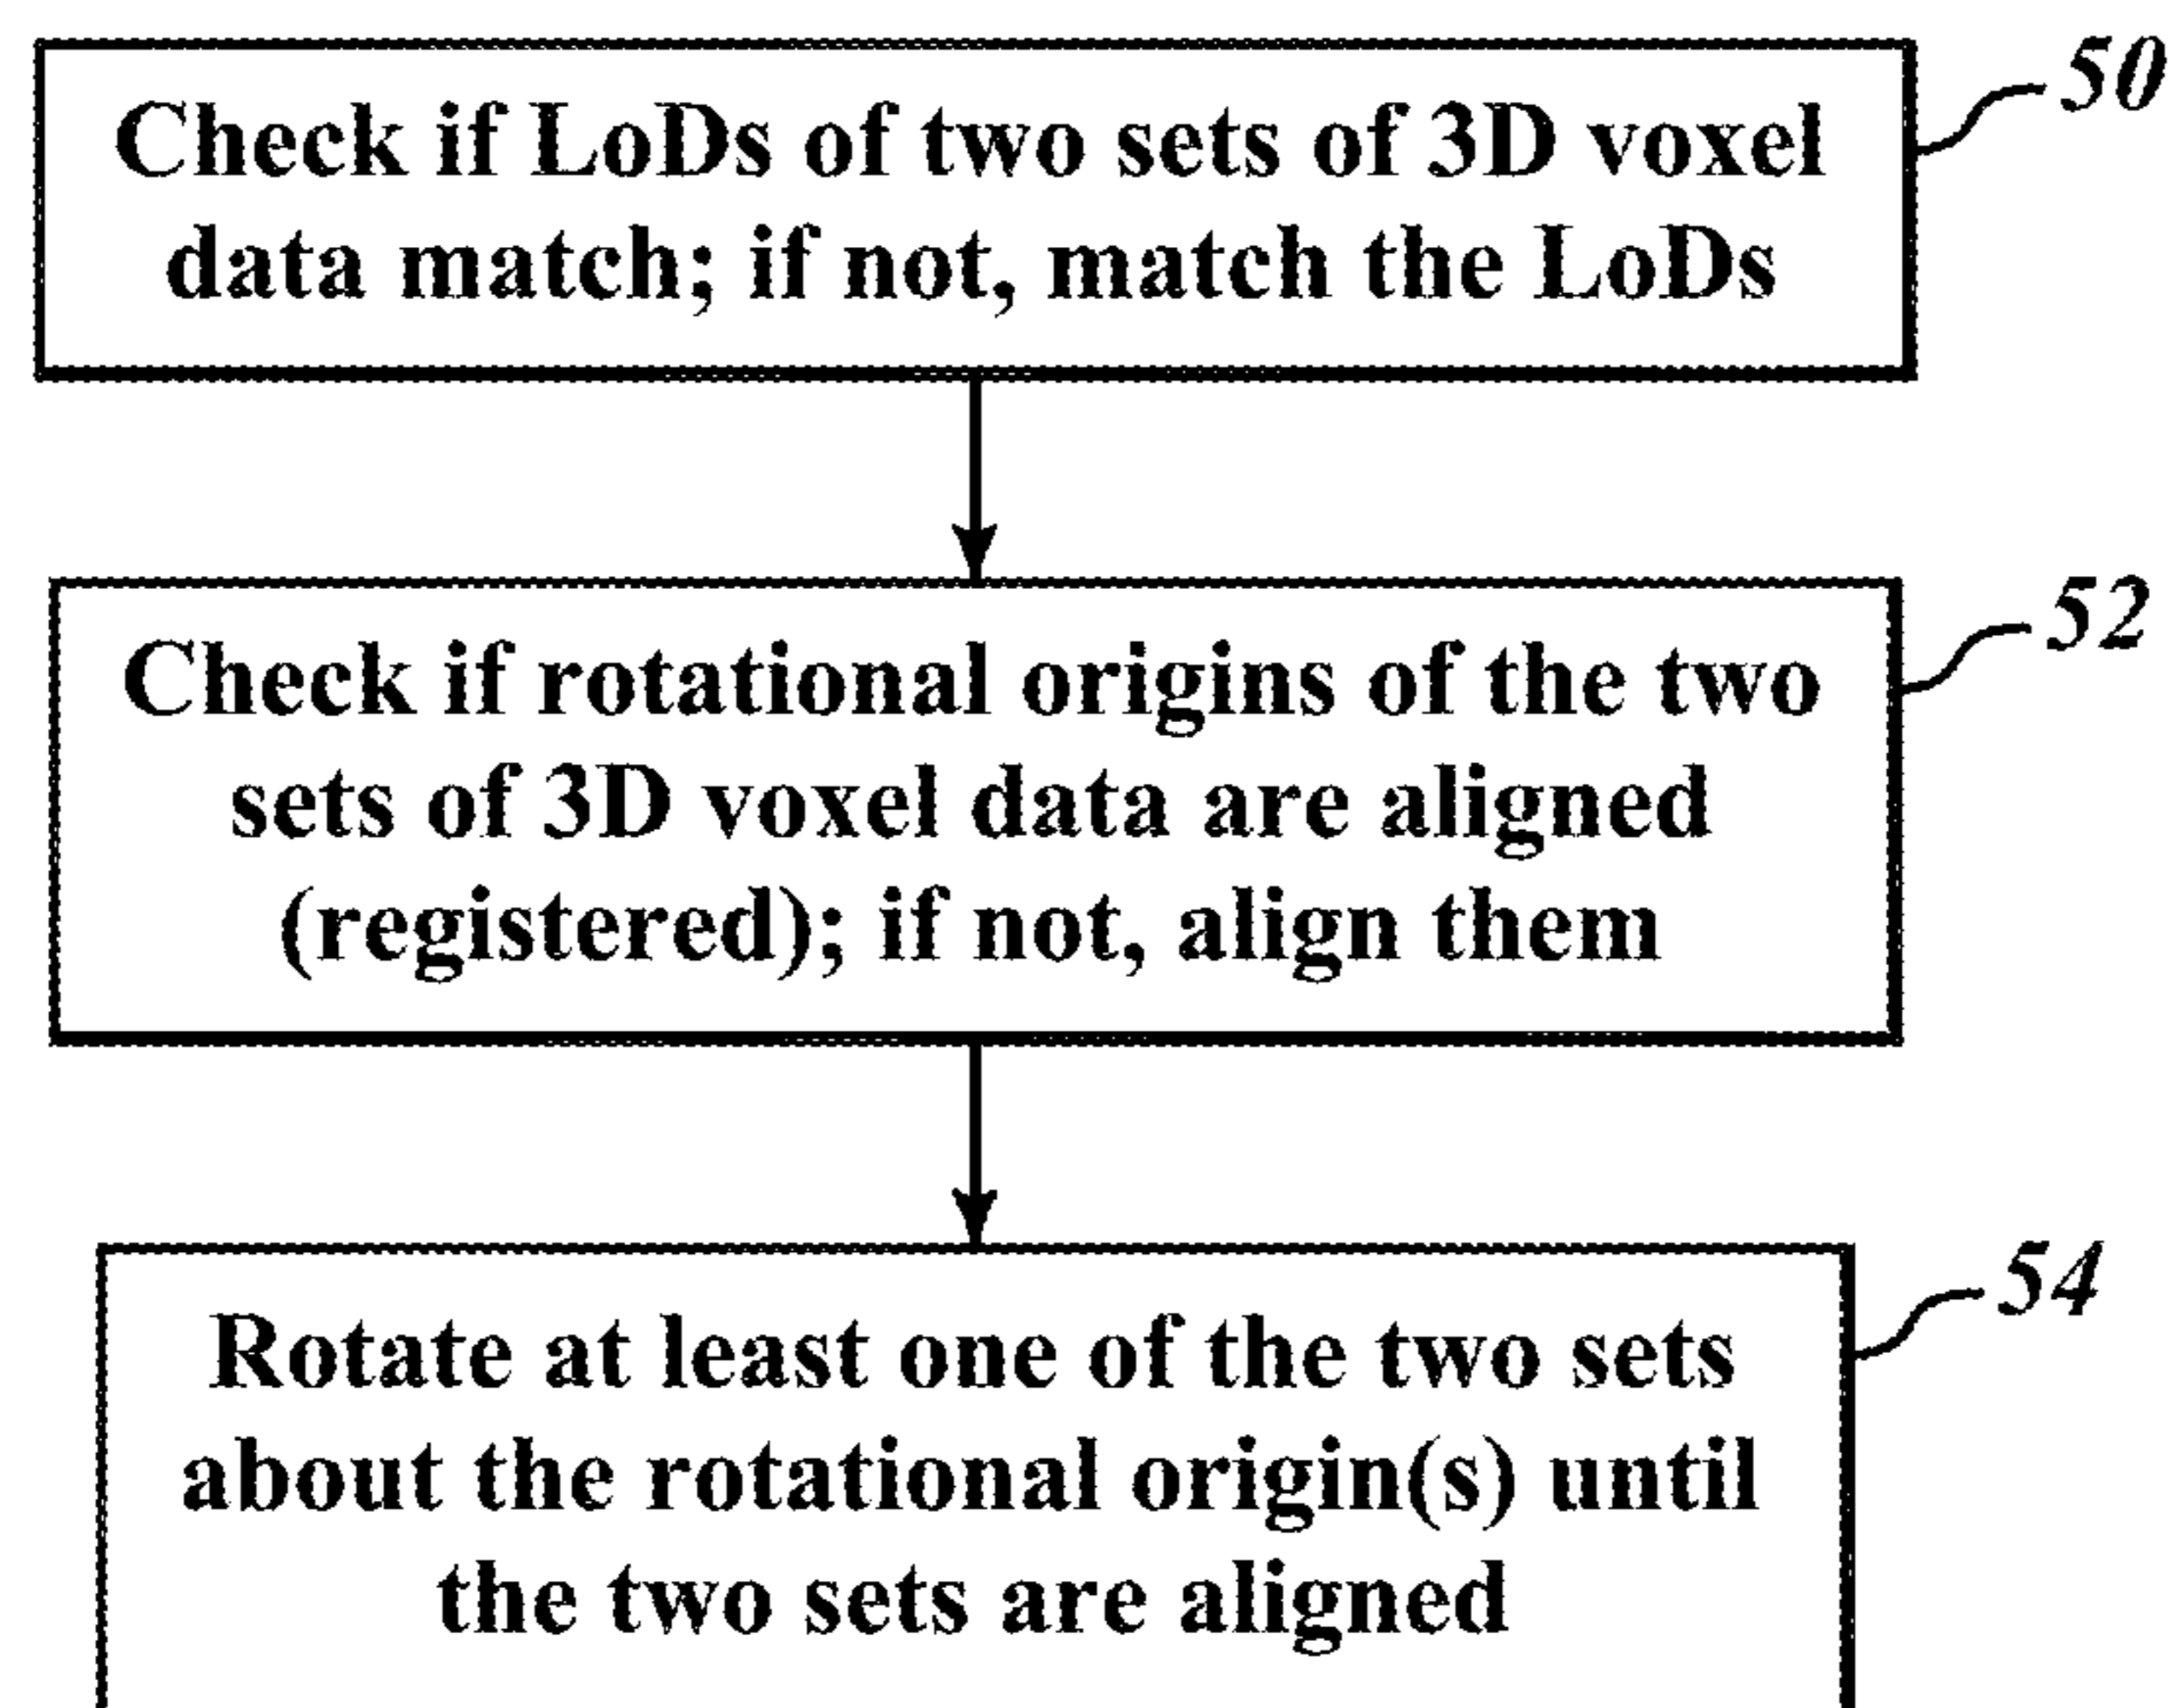 Check if LoDs of two sets of 3D voxel
data match; if not, match the LoDs
50
Check if rotational origins of the two
sets of 3D voxel data are aligned
(registered); if not, align them
52
Rotate at least one of the two sets
about the rotational origin(s) until
the two sets are aligned
54